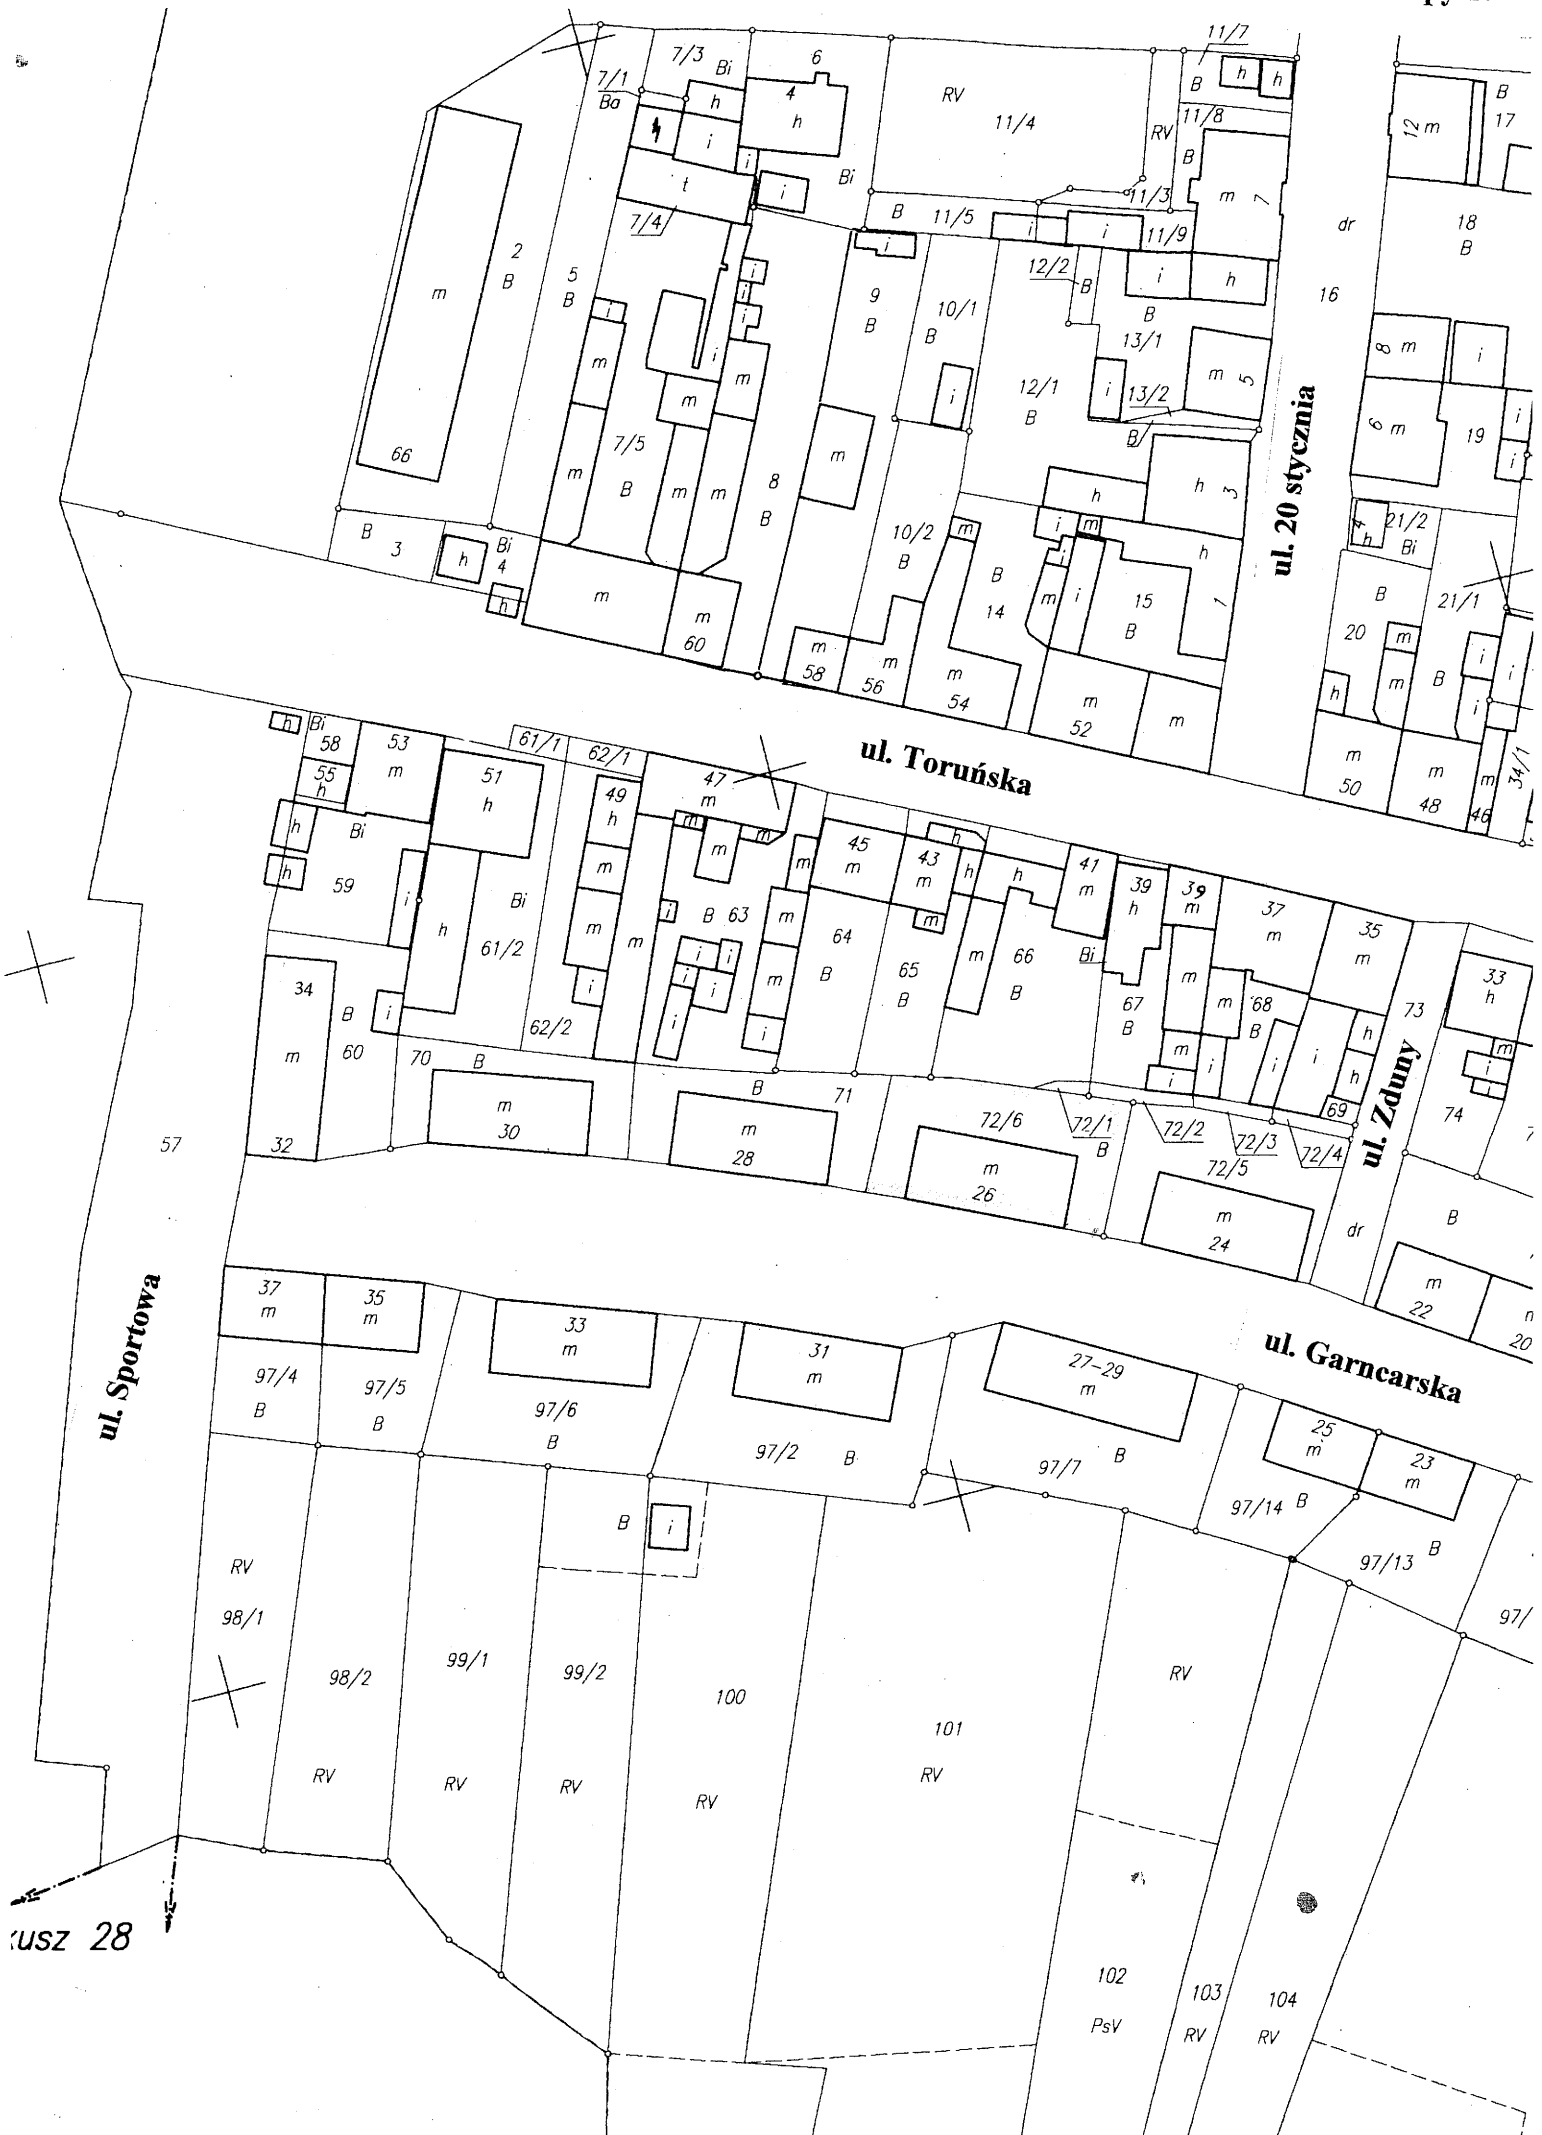 11/7
7/3
Bi
6
7/1
Ba
h
4
h
RV
11/4
B
h
h
11/8
RV
B
12
m
B
17
i
i
t
7/4
i
Bi
B
11/5
11/3
i
i
11/9
m
7
dr
18
B
2
B
5
B
m
9
B
i
10/1
B
12/2
B
i
h
16
B
13/1
i
i
i
i
i
m
m
m
m
12/1
B
i
i
13/2
B
m
5
8
m
i
6
m
19
i
i
66
7/5
B
m
m
m
8
B
m
h
h
3
ul. 20 stycznia
B
3
h
Bi
4
h
m
m
60
10/2
B
m
i
m
i
h
B
14
m
i
15
B
1
4
h
21/2
Bi
B
20
21/1
m
m
B
i
i
i
h
m
58
m
56
m
54
m
52
m
m
50
m
48
m
46
34/1
ul. Toruńska
h
Bi
58
53
m
55
h
51
h
61/1
62/1
49
h
47
m
m
m
m
h
h
Bi
59
i
h
Bi
61/2
m
m
m
i
i
B 63
i
i
i
i
i
m
m
m
i
45
m
43
m
h
h
h
m
m
41
m
39
h
39
m
37
m
35
m
64
B
65
B
66
B
Bi
67
B
m
m
m
i
i
68
B
i
i
h
h
69
73
33
h
m
i
i
74
34
m
32
B
60
i
62/2
70
B
m
30
B
71
m
28
72/6
72/1
B
72/2
72/3
72/4
72/5
m
26
m
24
ul. Zduny
dr
B
m
22
20
57
ul. Sportowa
37
m
35
m
33
m
31
m
27-29
m
ul. Garncarska
25
m
23
m
97/4
B
97/5
B
97/6
B
97/2
B
97/7
B
97/14
B
97/13
B
97/
B
i
RV
98/1
98/2
RV
99/1
RV
99/2
RV
100
RV
101
RV
RV
102
PsV
103
RV
104
RV
usz 28